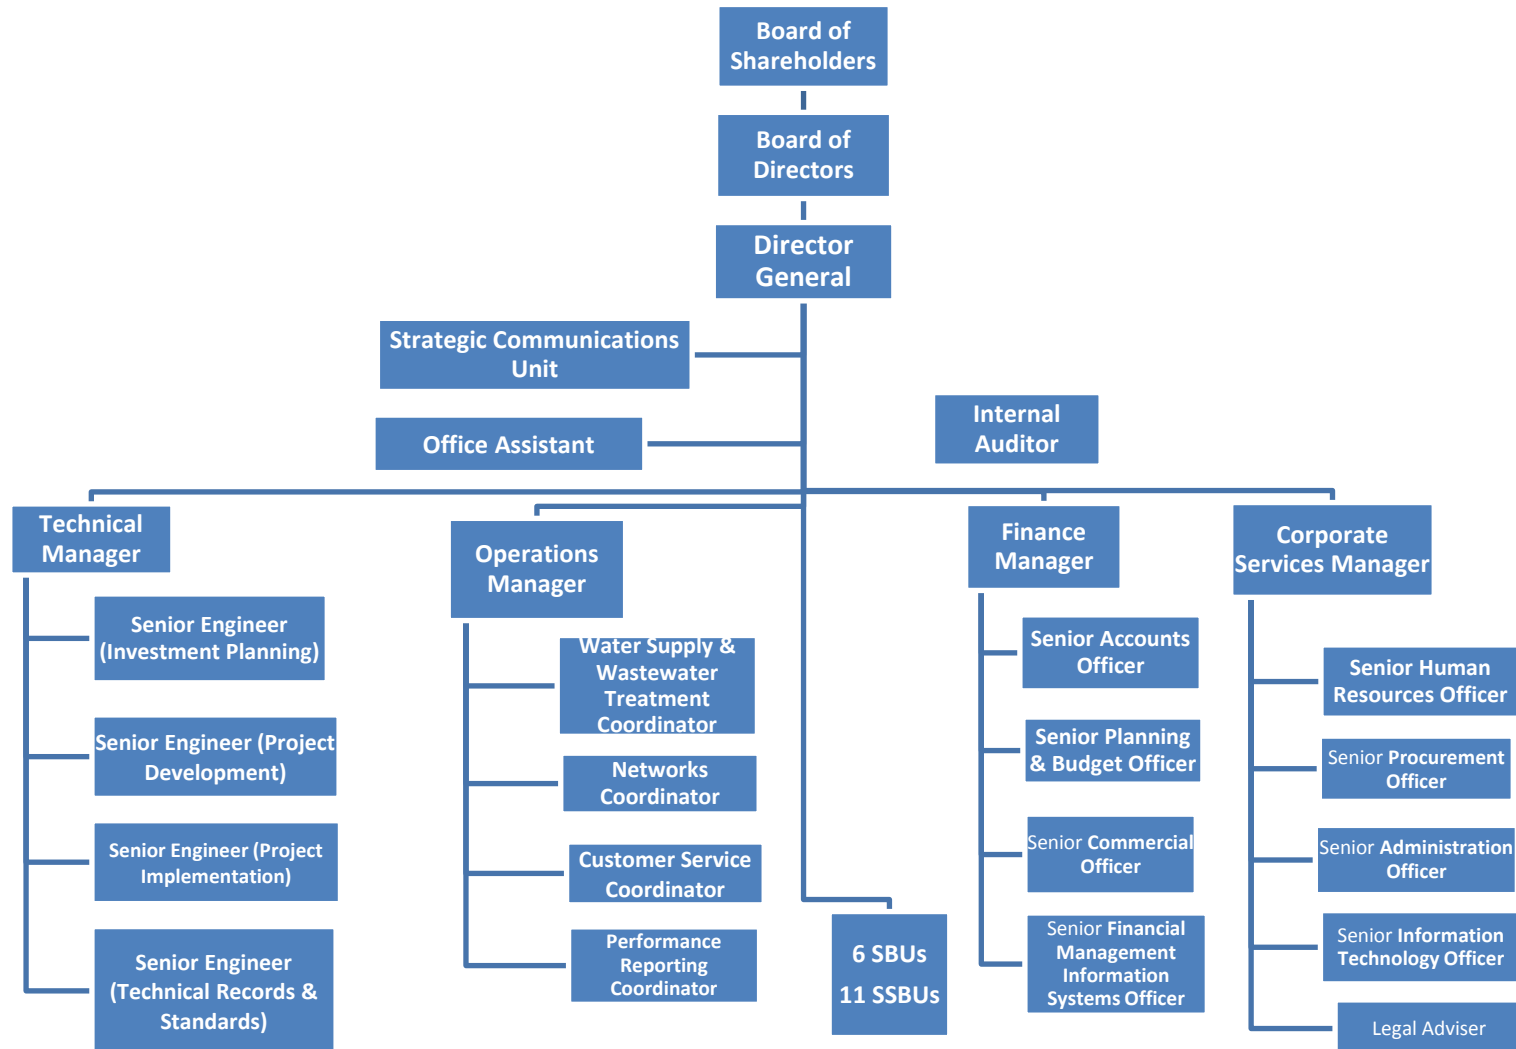 Board of
Shareholders
Board of
Directors
Director
General
Strategic Communications
Unit
Office Assistant
Internal
Auditor
Technical
Manager
Senior Engineer
(Investment Planning)
Senior Engineer (Project
Development)
Senior Engineer (Project
Implementation)
Senior Engineer
(Technical Records &
Standards)
Operations
Manager
Water Supply &
Wastewater
Treatment
Coordinator
Networks
Coordinator
Customer Service
Coordinator
Performance
Reporting
Coordinator
6 SBUs
11 SSBUs
Finance
Manager
Senior Accounts
Officer
Senior Planning
& Budget Officer
Senior Commercial
Officer
Senior Financial
Management
Information
Systems Officer
Corporate
Services Manager
Senior Human
Resources Officer
Senior Procurement
Officer
Senior Administration
Officer
Senior Information
Technology Officer
Legal Adviser